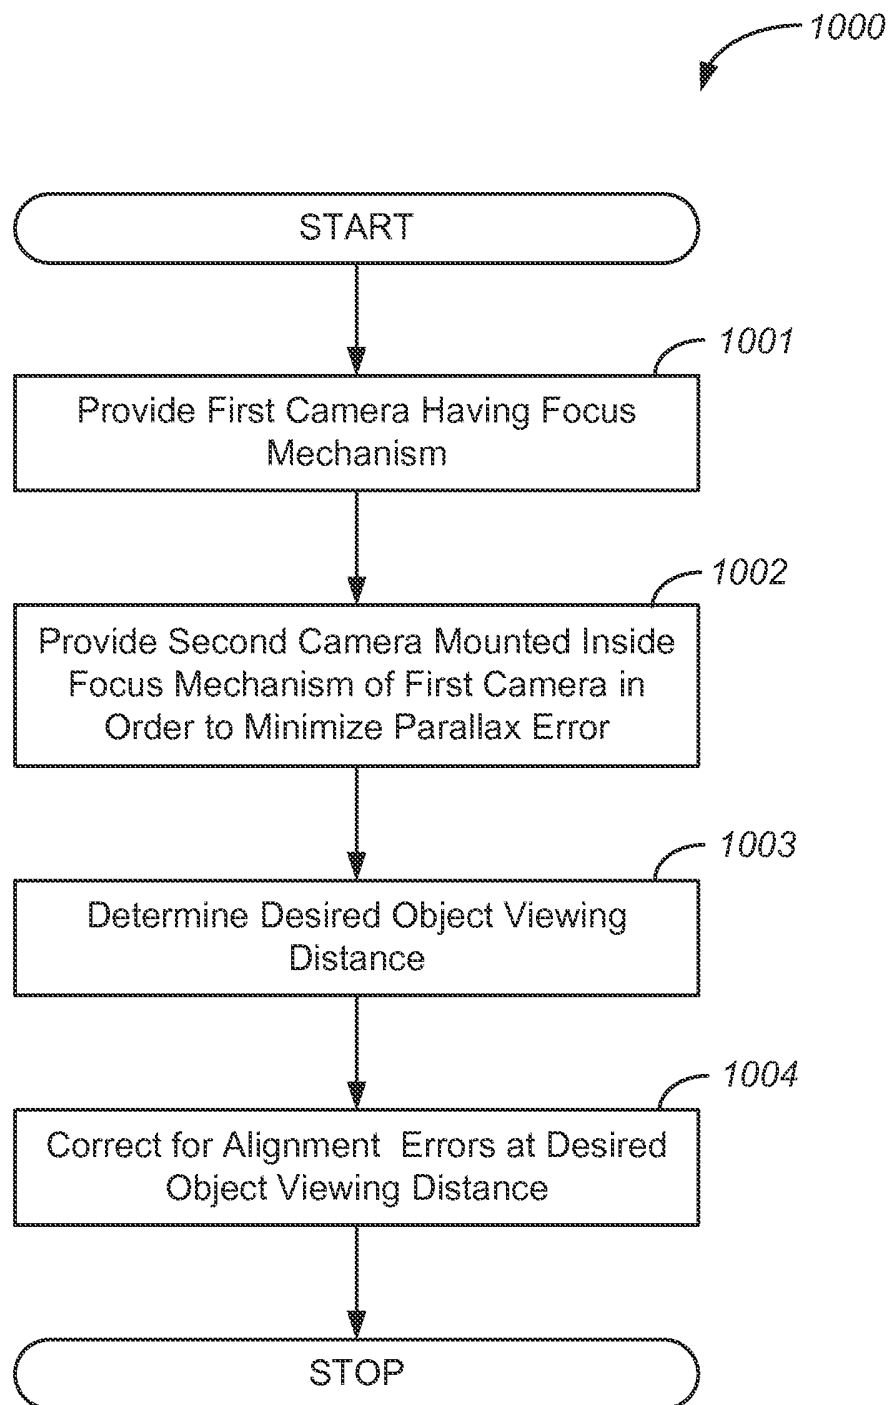 1000
START
1001
Provide First Camera Having Focus
Mechanism
1002
Provide Second Camera Mounted Inside
Focus Mechanism of First Camera in
Order to Minimize Parallax Error
1003
Determine Desired Object Viewing
Distance
1004
Correct for Alignment Errors at Desired
Object Viewing Distance
STOP